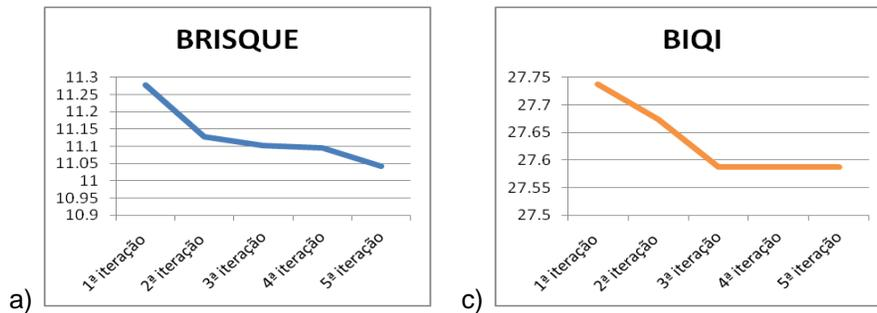 BRISQUE
11.3
11.25
11.2
11.15
11.1
11.05
11
10.95
10.9
1ª iteração
2ª iteração
3ª iteração
4ª iteração
5ª iteração
a)
BIQI
27.75
27.7
27.65
27.6
27.55
27.5
1ª iteração
2ª iteração
3ª iteração
4ª iteração
5ª iteração
c)